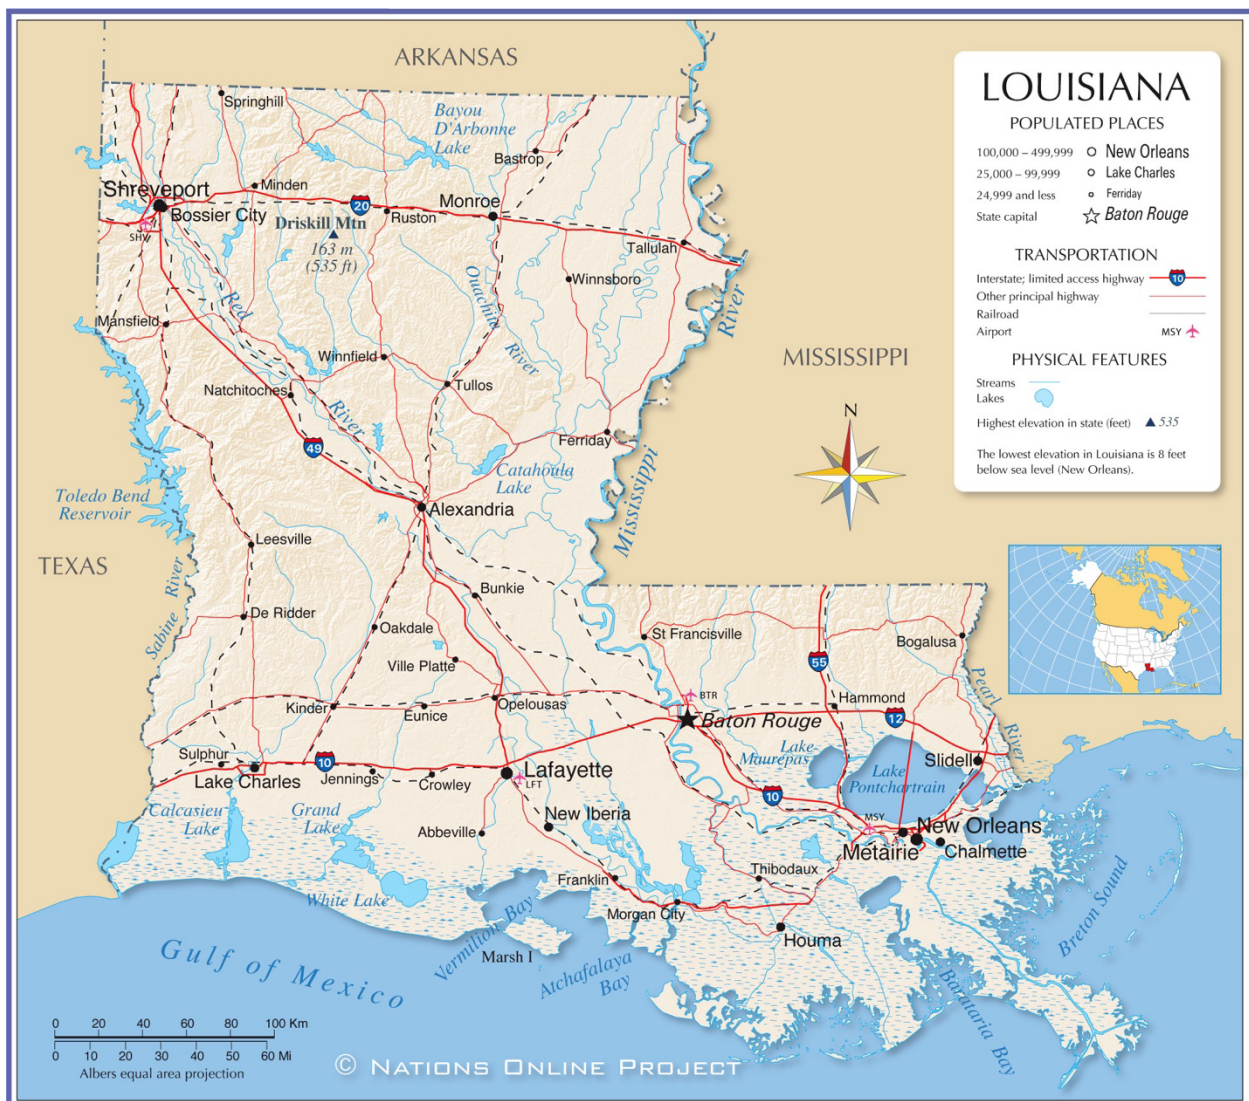 ARKANSAS
Springhill
Bayou
D'Arbonne
Lake
Bastrop
Shreveport
Minden
Bossier City
20
Ruston
Monroe
SHV
Driskill Mtn
163 m
(535 ft)
Tallulah
Winnsboro
Ouachita
River
Red
River
Mansfield
Winnfield
Natchitoches
Tullos
River
MISSISSIPPI
Ferriday
49
Catahoula
Lake
Mississippi
Toledo Bend
Reservoir
Alexandria
TEXAS
Leesville
Sabine River
De Ridder
Bunkie
Oakdale
Ville Platte
St Francisville
Bogalusa
55
Pearl
River
Kinder
Eunice
Opelousas
BTR
Baton Rouge
Hammond
12
Sulphur
Lake Charles
10
Jennings
Crowley
Lafayette
LFT
Lake
Maurepas
Lake
Pontchartrain
Slidell
10
Calcasieu
Lake
Grand
Lake
Abbeville
New Iberia
MSY
New Orleans
Metairie
Chalmette
White Lake
Franklin
Thibodaux
Morgan City
Houma
Vermilion Bay
Marsh I
Atchafalaya
Bay
Breton Sound
Barataria Bay
Gulf of Mexico
0 20 40 60 80 100 Km
0 10 20 30 40 50 60 Mi
Albers equal area projection
© NATIONS ONLINE PROJECT
LOUISIANA
POPULATED PLACES
100,000 – 499,999 New Orleans
25,000 – 99,999 Lake Charles
24,999 and less Ferriday
State capital Baton Rouge
TRANSPORTATION
Interstate; limited access highway 10
Other principal highway
Railroad
Airport MSY
PHYSICAL FEATURES
Streams
Lakes
Highest elevation in state (feet) 535
The lowest elevation in Louisiana is 8 feet
below sea level (New Orleans).
N